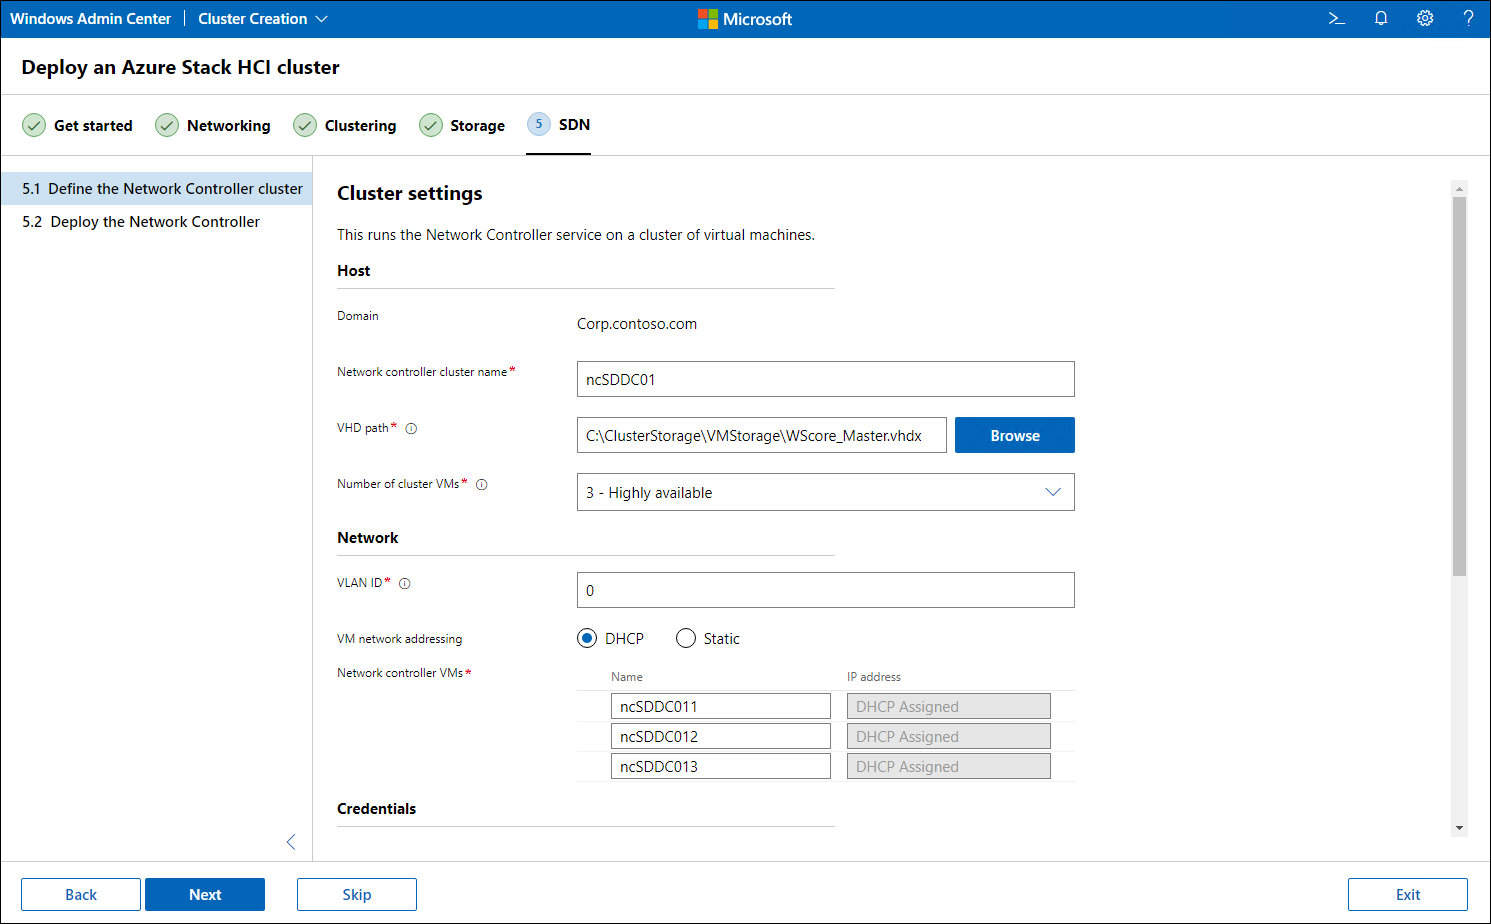 Windows Admin Center | Cluster Creation
Microsoft
Deploy an Azure Stack HCI cluster
Get started
Networking
Clustering
Storage
5 SDN
5.1 Define the Network Controller cluster
5.2 Deploy the Network Controller
Cluster settings
This runs the Network Controller service on a cluster of virtual machines.
Host
Domain
Corp.contoso.com
Network controller cluster name*
ncSDDC01
VHD path*
C:\ClusterStorage\VMStorage\WScore_Master.vhdx
Browse
Number of cluster VMs*
3 - Highly available
Network
VLAN ID*
0
VM network addressing
DHCP
Static
Network controller VMs*
Name IP address
ncSDDC011 DHCP Assigned
ncSDDC012 DHCP Assigned
ncSDDC013 DHCP Assigned
Credentials
Back
Next
Skip
Exit